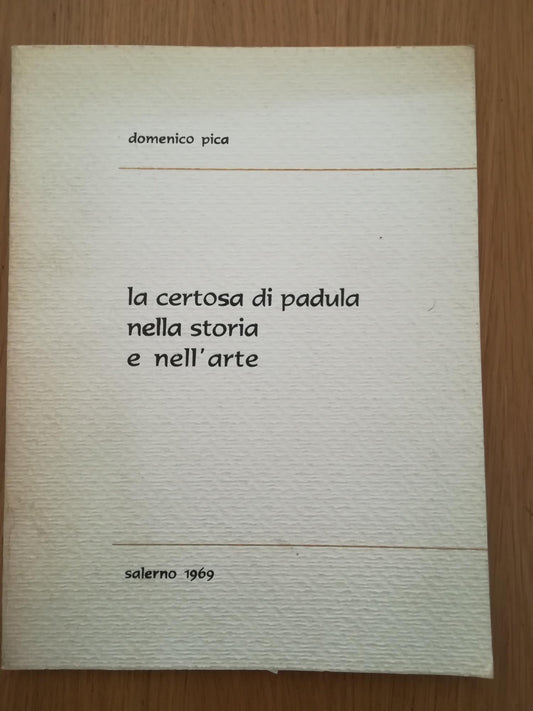 domenico pica
la certosa di padula
nella storia
e nell'arte
salerno 1969